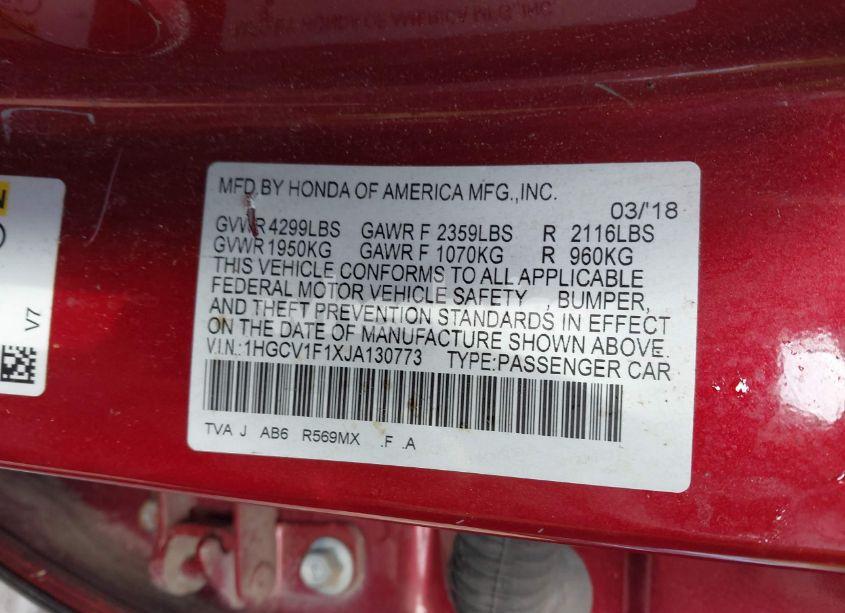 MFD.BY HONDA OF AMERICA MFG.,INC.
03/'18
GVWR 4299LBS GAWR F 2359LBS R 2116LBS
GVWR 1950KG GAWR F 1070KG R 960KG
THIS VEHICLE CONFORMS TO ALL APPLICABLE
FEDERAL MOTOR VEHICLE SAFETY , BUMPER,
AND THEFT PREVENTION STANDARDS IN EFFECT
ON THE DATE OF MANUFACTURE SHOWN ABOVE.
V.I.N.:1HGCV1F1XJA130773 TYPE:PASSENGER CAR
TVA J AB6 R569MX .F .A
V7
N